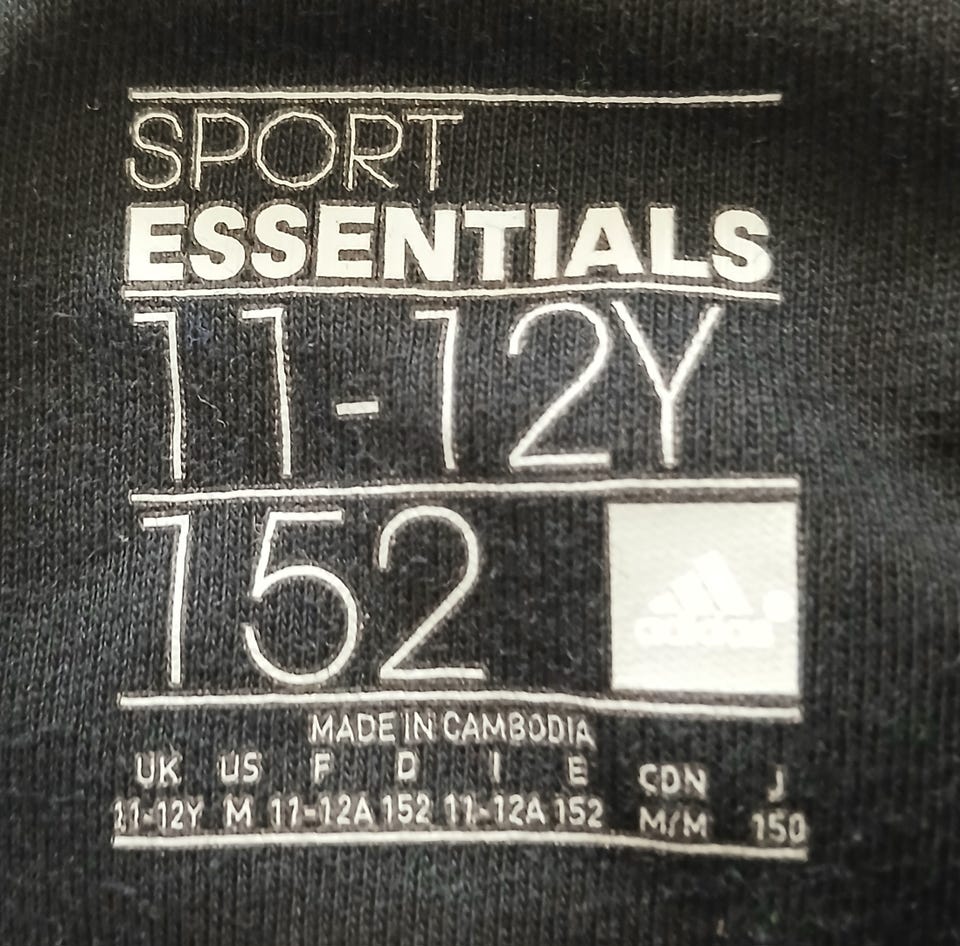 SPORT
ESSENTIALS
11-12Y
152
adidas
MADE IN CAMBODIA
UK US F D I E CDN J
11-12Y M 11-12A 152 11-12A 152 M/M 150